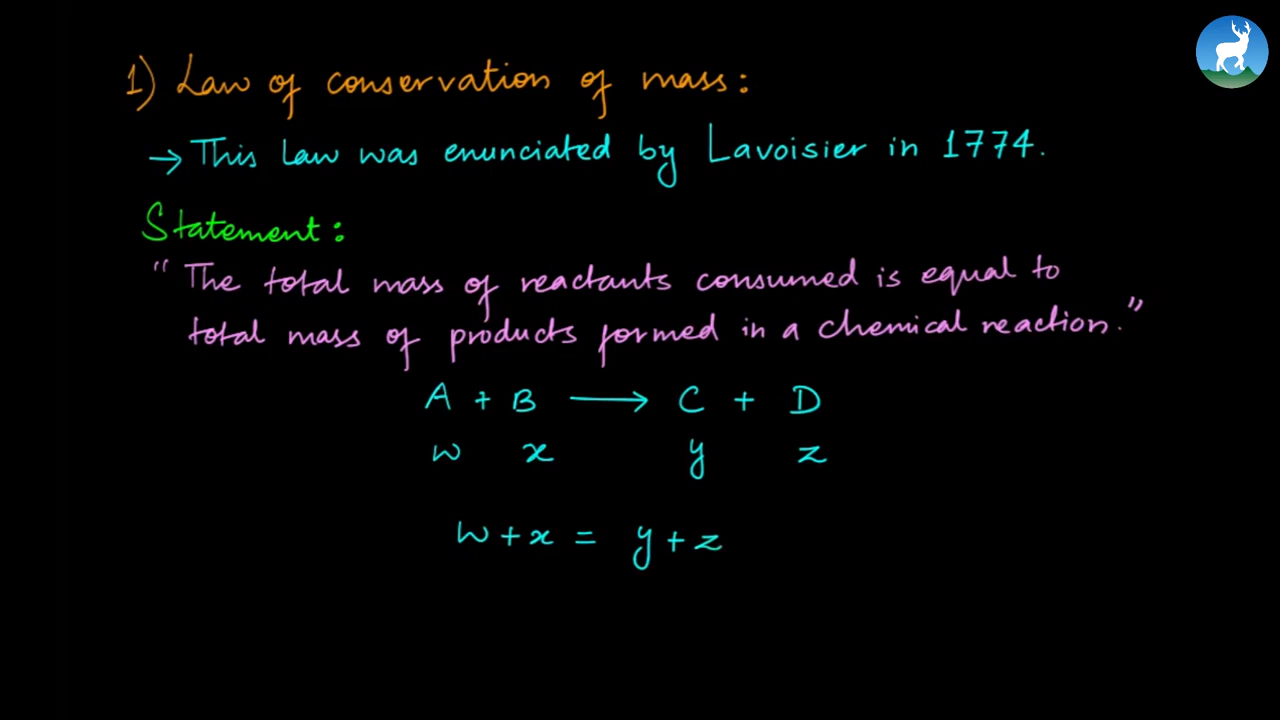 1) Law of conservation of mass:
→ This Law was enunciated by Lavoisier in 1774.
Statement:
" The total mass of reactants consumed is equal to
total mass of products formed in a chemical reaction."
A + B ⟶ C + D
w x y z
w + x = y + z